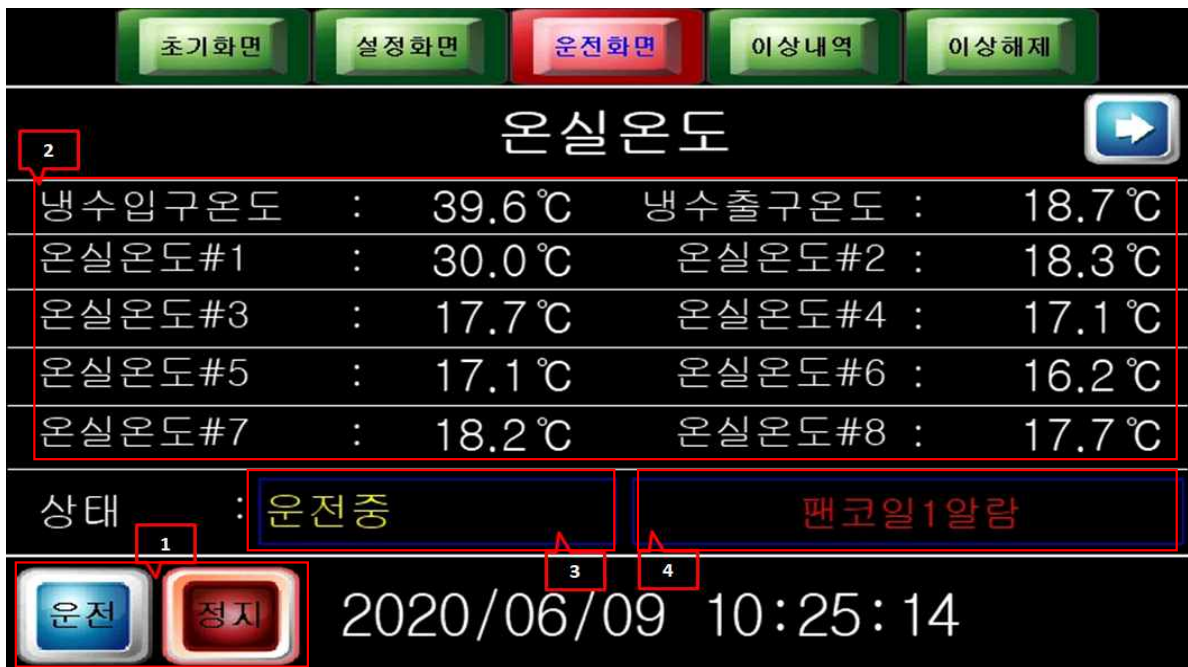 초기화면 설정화면 운전화면 이상내역 이상해제
온실온도
2
냉수입구온도 : 39.6℃ 냉수출구온도 : 18.7℃
온실온도#1 : 30.0℃ 온실온도#2 : 18.3℃
온실온도#3 : 17.7℃ 온실온도#4 : 17.1℃
온실온도#5 : 17.1℃ 온실온도#6 : 16.2℃
온실온도#7 : 18.2℃ 온실온도#8 : 17.7℃
상태 : 운전중 팬코일1알람
1
3 4
운전 정지 2020/06/09 10:25:14